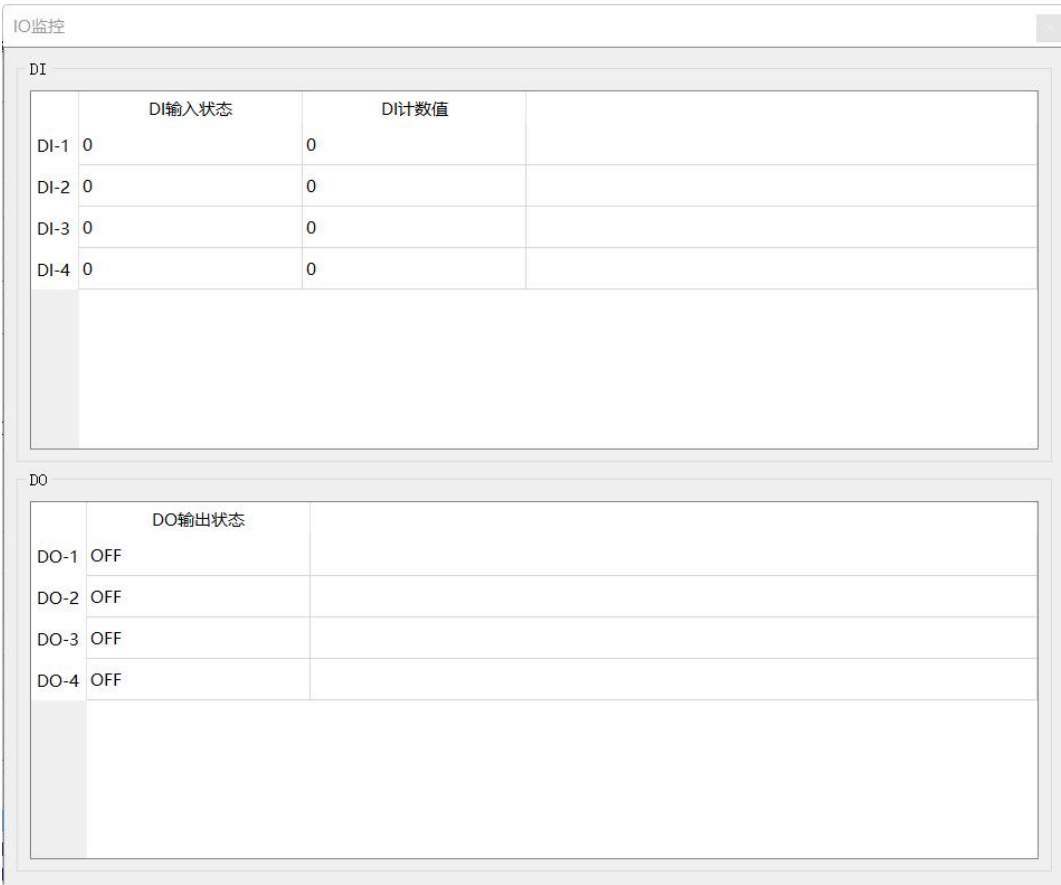 IO监控
DI
DI输入状态 DI计数值
DI-1 0 0
DI-2 0 0
DI-3 0 0
DI-4 0 0
DO
DO输出状态
DO-1 OFF
DO-2 OFF
DO-3 OFF
DO-4 OFF